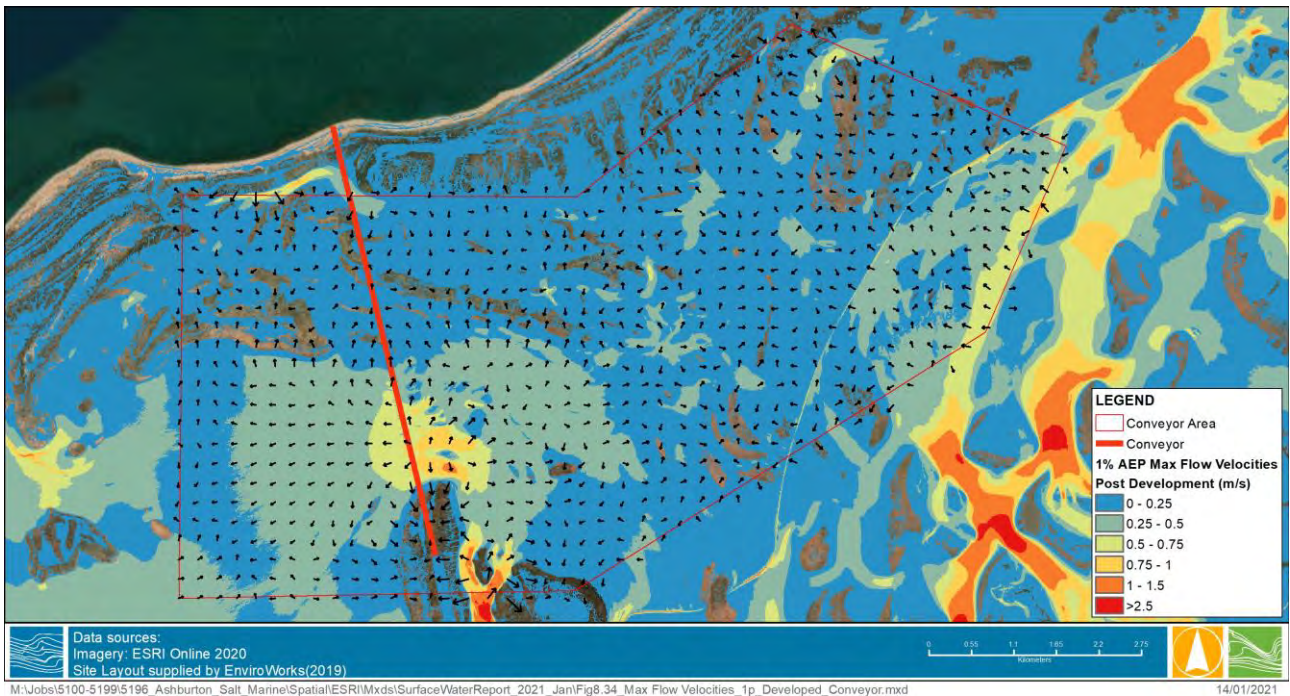 LEGEND
Conveyor Area
Conveyor
1% AEP Max Flow Velocities
Post Development (m/s)
0 - 0.25
0.25 - 0.5
0.5 - 0.75
0.75 - 1
1 - 1.5
>2.5
Data sources:
Imagery: ESRI Online 2020
Site Layout supplied by EnviroWorks(2019)
0 0.55 1.1 1.65 2.2 2.75
Kilometers
M:\Jobs\5100-5199\5196_Ashburton_Salt_Marine\Spatial\ESRI\Mxds\SurfaceWaterReport_2021_Jan\Fig8.34_Max Flow Velocities_1p_Developed_Conveyor.mxd
14/01/2021